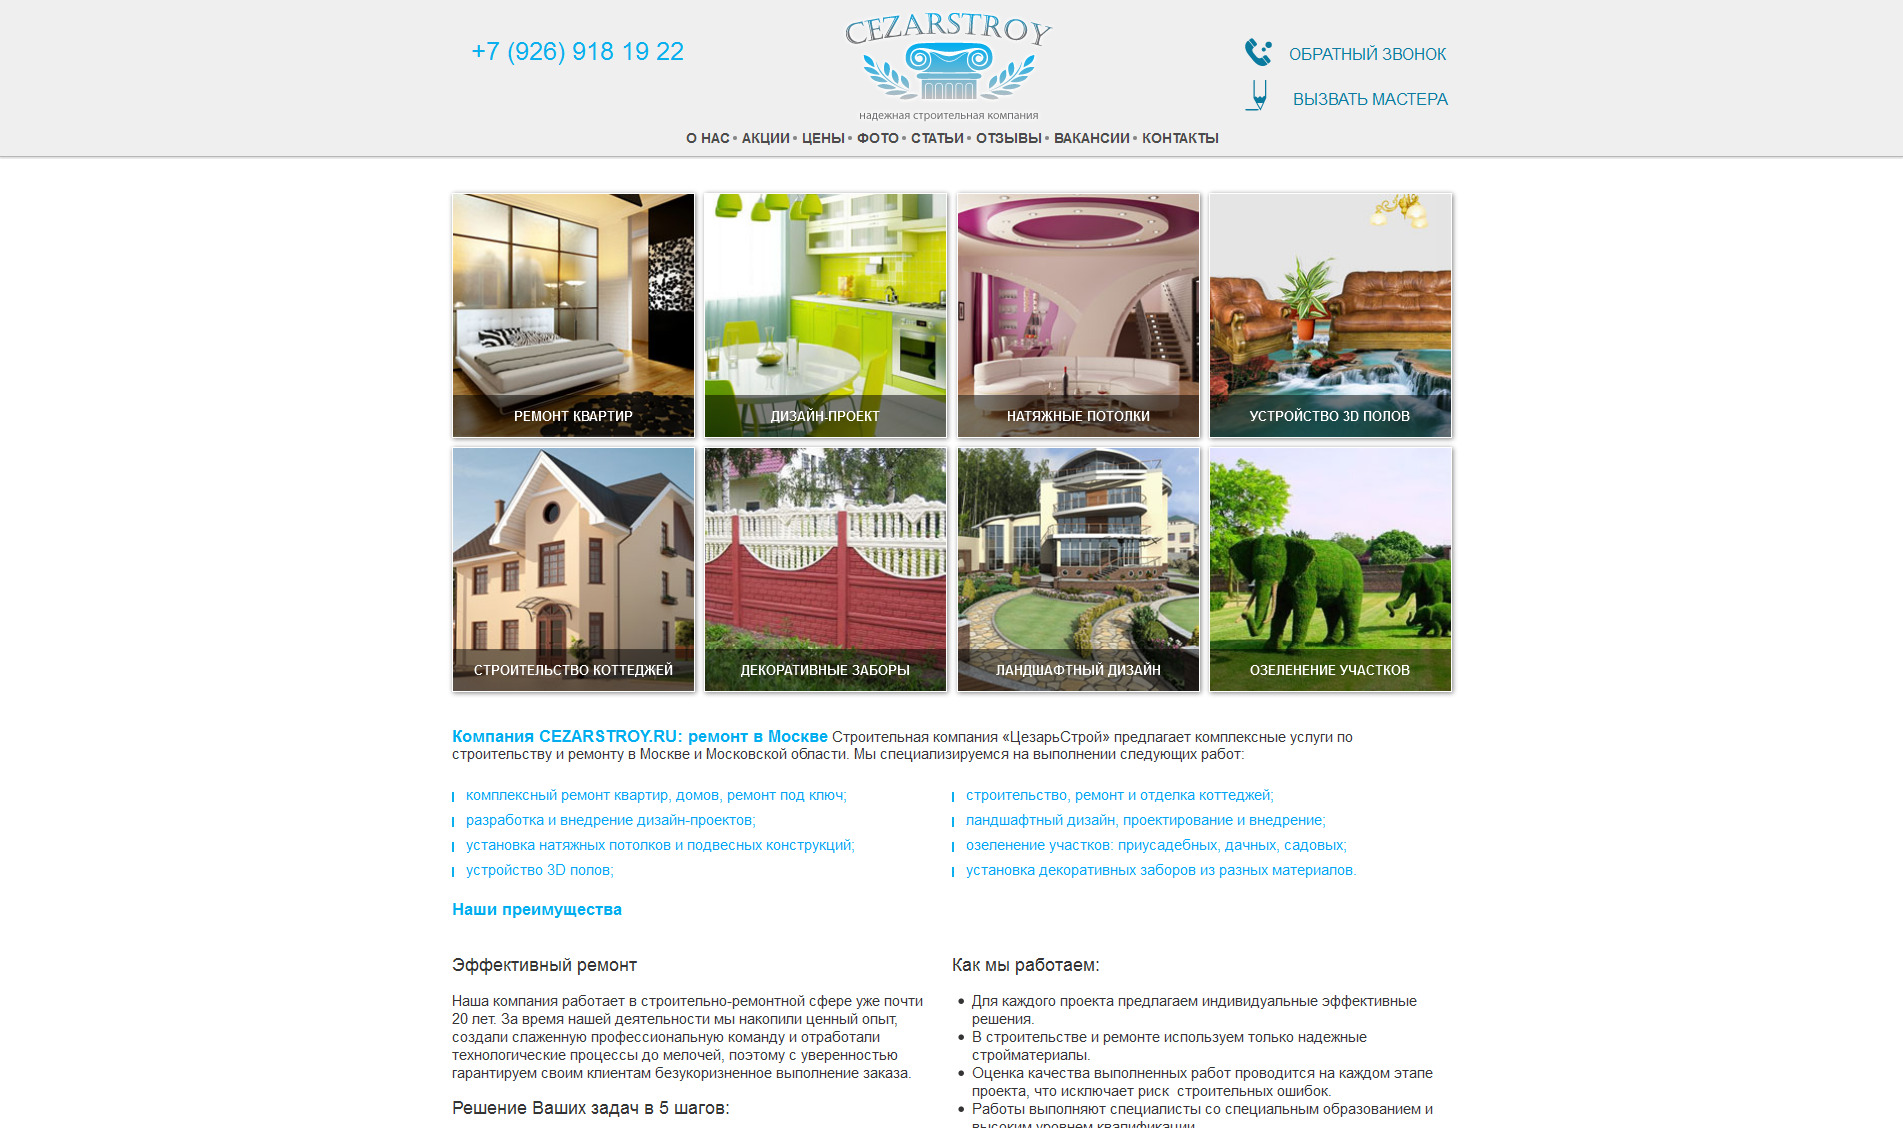 +7 (926) 918 19 22
CEZARSTROY
надежная строительная компания
ОБРАТНЫЙ ЗВОНОК
ВЫЗВАТЬ МАСТЕРА
О НАС • АКЦИИ • ЦЕНЫ • ФОТО • СТАТЬИ • ОТЗЫВЫ • ВАКАНСИИ • КОНТАКТЫ
РЕМОНТ КВАРТИР
ДИЗАЙН-ПРОЕКТ
НАТЯЖНЫЕ ПОТОЛКИ
УСТРОЙСТВО 3D ПОЛОВ
СТРОИТЕЛЬСТВО КОТТЕДЖЕЙ
ДЕКОРАТИВНЫЕ ЗАБОРЫ
ЛАНДШАФТНЫЙ ДИЗАЙН
ОЗЕЛЕНЕНИЕ УЧАСТКОВ
Компания CEZARSTROY.RU: ремонт в Москве Строительная компания «ЦезарьСтрой» предлагает комплексные услуги по
строительству и ремонту в Москве и Московской области. Мы специализируемся на выполнении следующих работ:
комплексный ремонт квартир, домов, ремонт под ключ;
разработка и внедрение дизайн-проектов;
установка натяжных потолков и подвесных конструкций;
устройство 3D полов;
строительство, ремонт и отделка коттеджей;
ландшафтный дизайн, проектирование и внедрение;
озеленение участков: приусадебных, дачных, садовых;
установка декоративных заборов из разных материалов.
Наши преимущества
Эффективный ремонт
Наша компания работает в строительно-ремонтной сфере уже почти
20 лет. За время нашей деятельности мы накопили ценный опыт,
создали слаженную профессиональную команду и отработали
технологические процессы до мелочей, поэтому с уверенностью
гарантируем своим клиентам безукоризненное выполнение заказа.
Решение Ваших задач в 5 шагов:
Как мы работаем:
• Для каждого проекта предлагаем индивидуальные эффективные
решения.
• В строительстве и ремонте используем только надежные
стройматериалы.
• Оценка качества выполненных работ проводится на каждом этапе
проекта, что исключает риск строительных ошибок.
• Работы выполняют специалисты со специальным образованием и
высоким уровнем квалификации